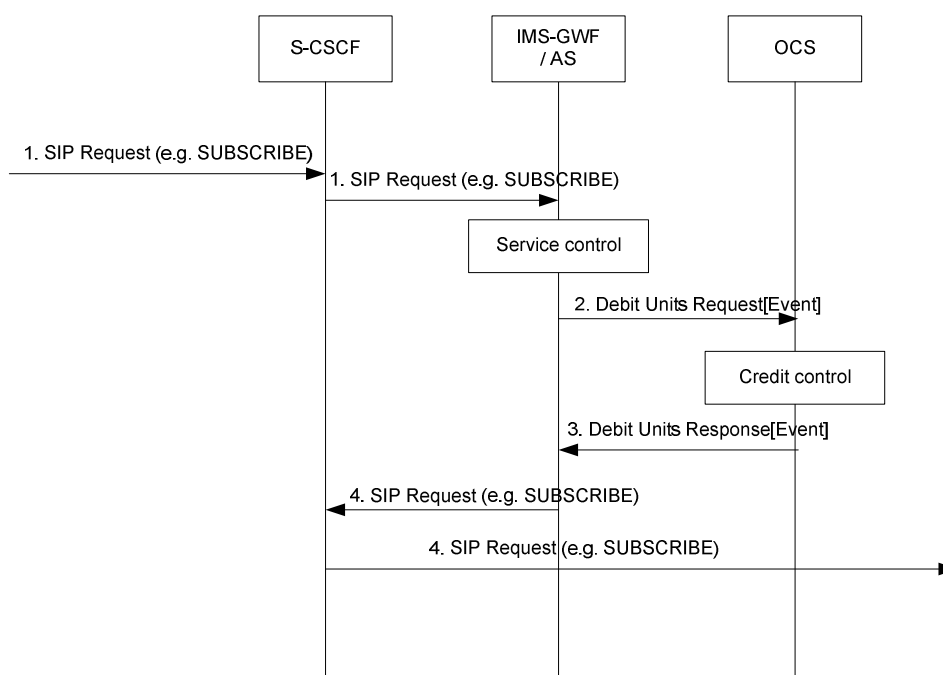 S-CSCF
IMS-GWF
/ AS
OCS
1. SIP Request (e.g. SUBSCRIBE)
1. SIP Request (e.g. SUBSCRIBE)
Service control
2. Debit Units Request[Event]
Credit control
3. Debit Units Response[Event]
4. SIP Request (e.g. SUBSCRIBE)
4. SIP Request (e.g. SUBSCRIBE)